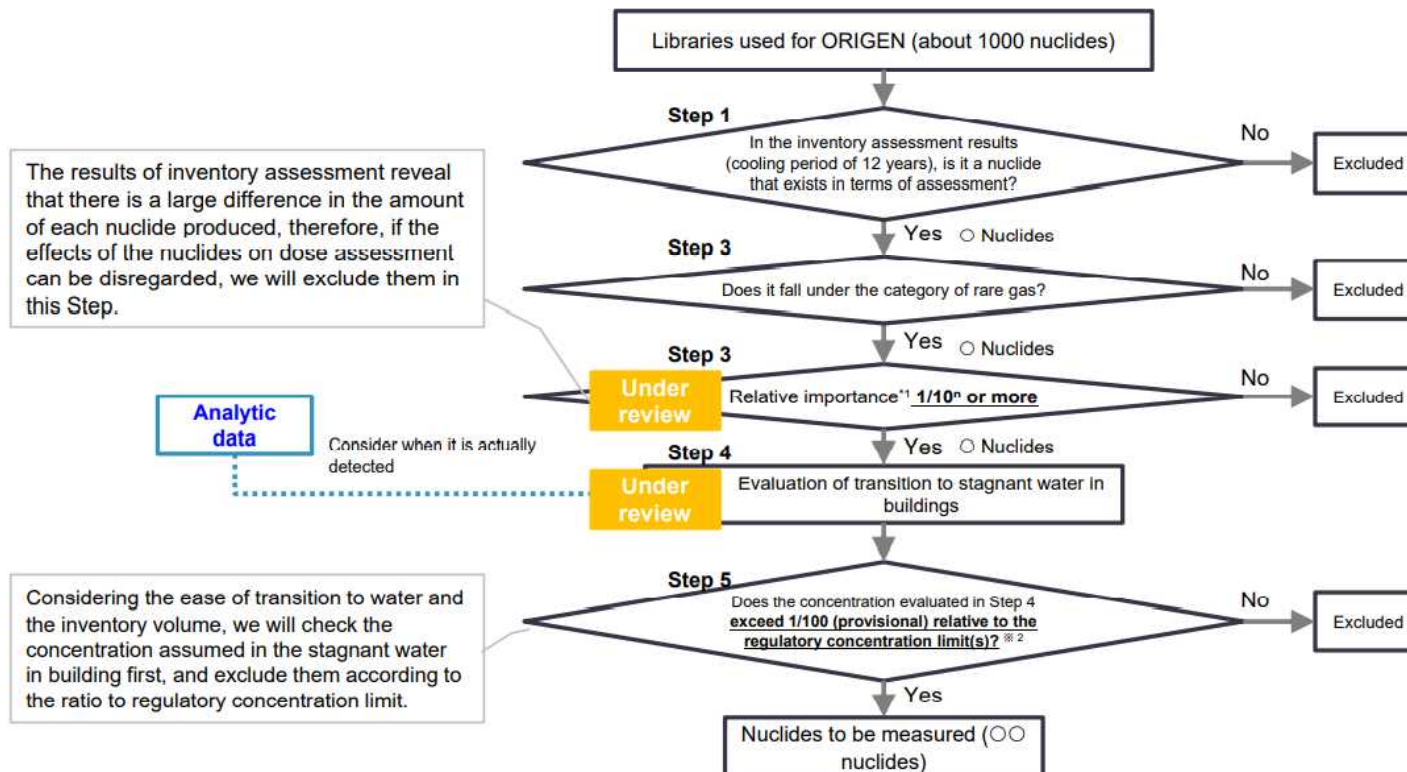 Libraries used for ORIGEN (about 1000 nuclides)
Step 1
In the inventory assessment results
(cooling period of 12 years), is it a nuclide
that exists in terms of assessment?
No
Excluded
The results of inventory assessment reveal
that there is a large difference in the amount
of each nuclide produced, therefore, if the
effects of the nuclides on dose assessment
can be disregarded, we will exclude them in
this Step.
Yes ○ Nuclides
Step 3
Does it fall under the category of rare gas?
No
Excluded
Yes ○ Nuclides
Step 3
Under
review
Relative importance*1 1/10ⁿ or more
No
Excluded
Yes ○ Nuclides
Analytic
data
Consider when it is actually
detected
Step 4
Under
review
Evaluation of transition to stagnant water in
buildings
Step 5
Does the concentration evaluated in Step 4
exceed 1/100 (provisional) relative to the
regulatory concentration limit(s)? ※ 2
No
Excluded
Considering the ease of transition to water and
the inventory volume, we will check the
concentration assumed in the stagnant water
in building first, and exclude them according to
the ratio to regulatory concentration limit.
Yes
Nuclides to be measured (○○
nuclides)